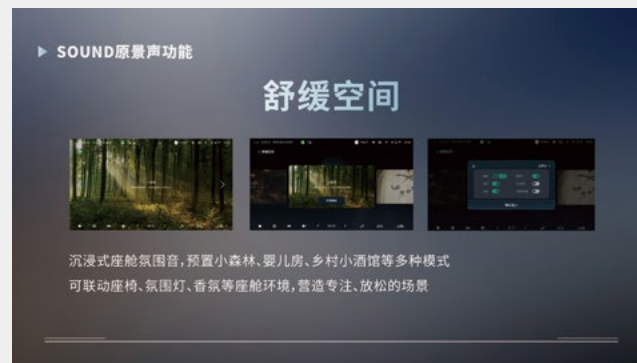 SOUND原景声功能
舒缓空间
沉浸式座舱氛围音,预置小森林、婴儿房、乡村小酒馆等多种模式
可联动座椅、氛围灯、香氛等座舱环境,营造专注、放松的场景